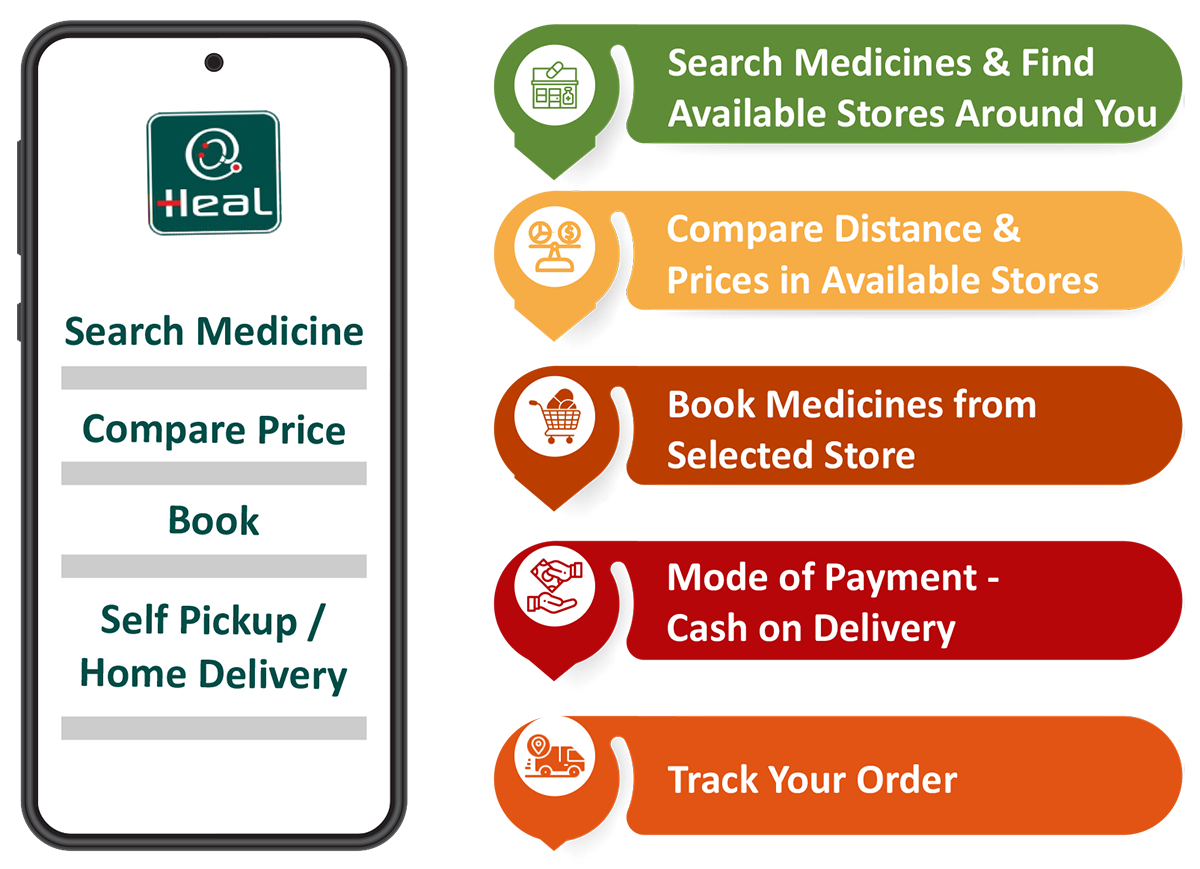 Heal
Search Medicine
Compare Price
Book
Self Pickup /
Home Delivery
Search Medicines & Find
Available Stores Around You
Compare Distance &
Prices in Available Stores
Book Medicines from
Selected Store
Mode of Payment -
Cash on Delivery
Track Your Order